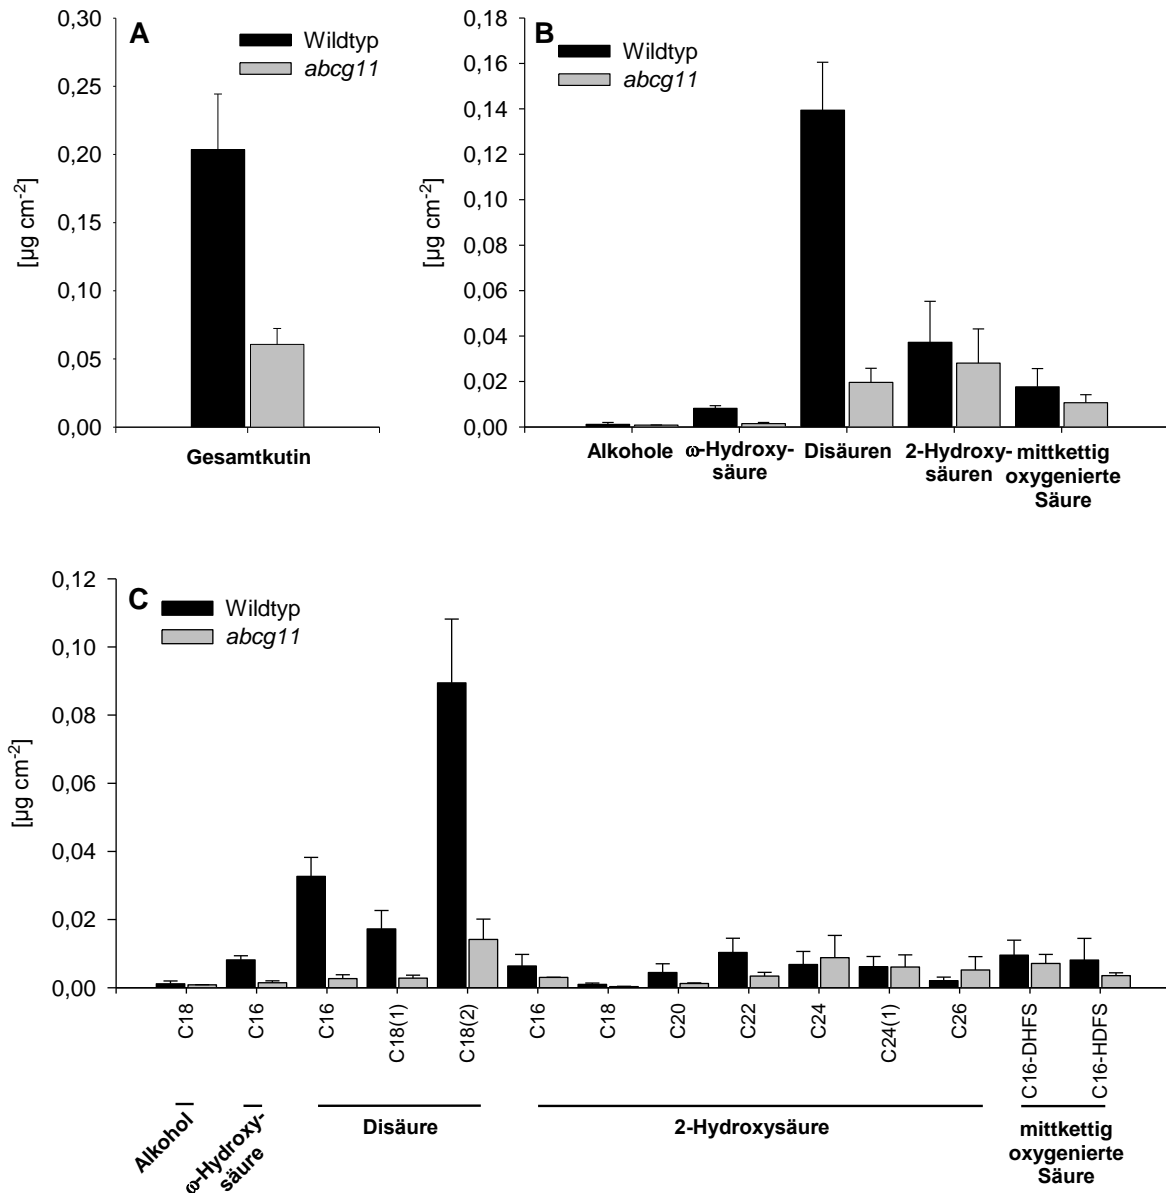 A
Wildtyp
abcg11
[µg cm-2]
0,30
0,25
0,20
0,15
0,10
0,05
0,00
Gesamtkutin
B
Wildtyp
abcg11
[µg cm-2]
0,18
0,16
0,14
0,12
0,10
0,08
0,06
0,04
0,02
0,00
Alkohole
ω-Hydroxy-
säure
Disäuren
2-Hydroxy-
säuren
mittkettig
oxygenierte
Säure
C
Wildtyp
abcg11
[µg cm-2]
0,12
0,10
0,08
0,06
0,04
0,02
0,00
C18
C16
C16
C18(1)
C18(2)
C16
C18
C20
C22
C24
C24(1)
C26
C16-DHFS
C16-HDFS
Alkohol
ω-Hydroxy-
säure
Disäure
2-Hydroxysäure
mittkettig
oxygenierte
Säure